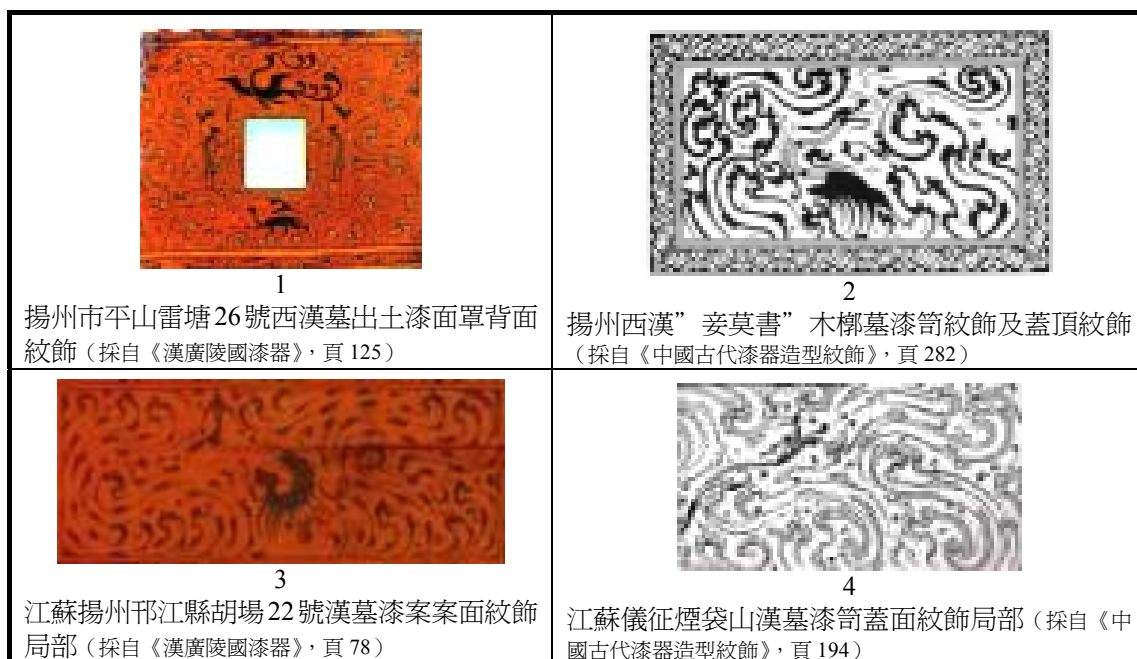 1
揚州市平山雷塘26號西漢墓出土漆面罩背面
紋飾（採自《漢廣陵國漆器》，頁125）
2
揚州西漢”妾莫書”木槨墓漆笥紋飾及蓋頂紋飾
（採自《中國古代漆器造型紋飾》，頁282）
3
江蘇揚州邗江縣胡場22號漢墓漆案案面紋飾
局部（採自《漢廣陵國漆器》，頁78）
4
江蘇儀征煙袋山漢墓漆笥蓋面紋飾局部（採自《中
國古代漆器造型紋飾》，頁194）